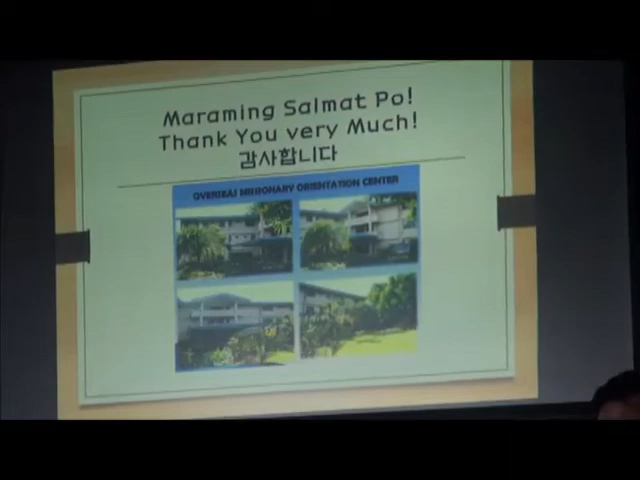 Maraming Salmat Po!
Thank You very Much!
감사합니다
OVERSEAS MISSIONARY ORIENTATION CENTER